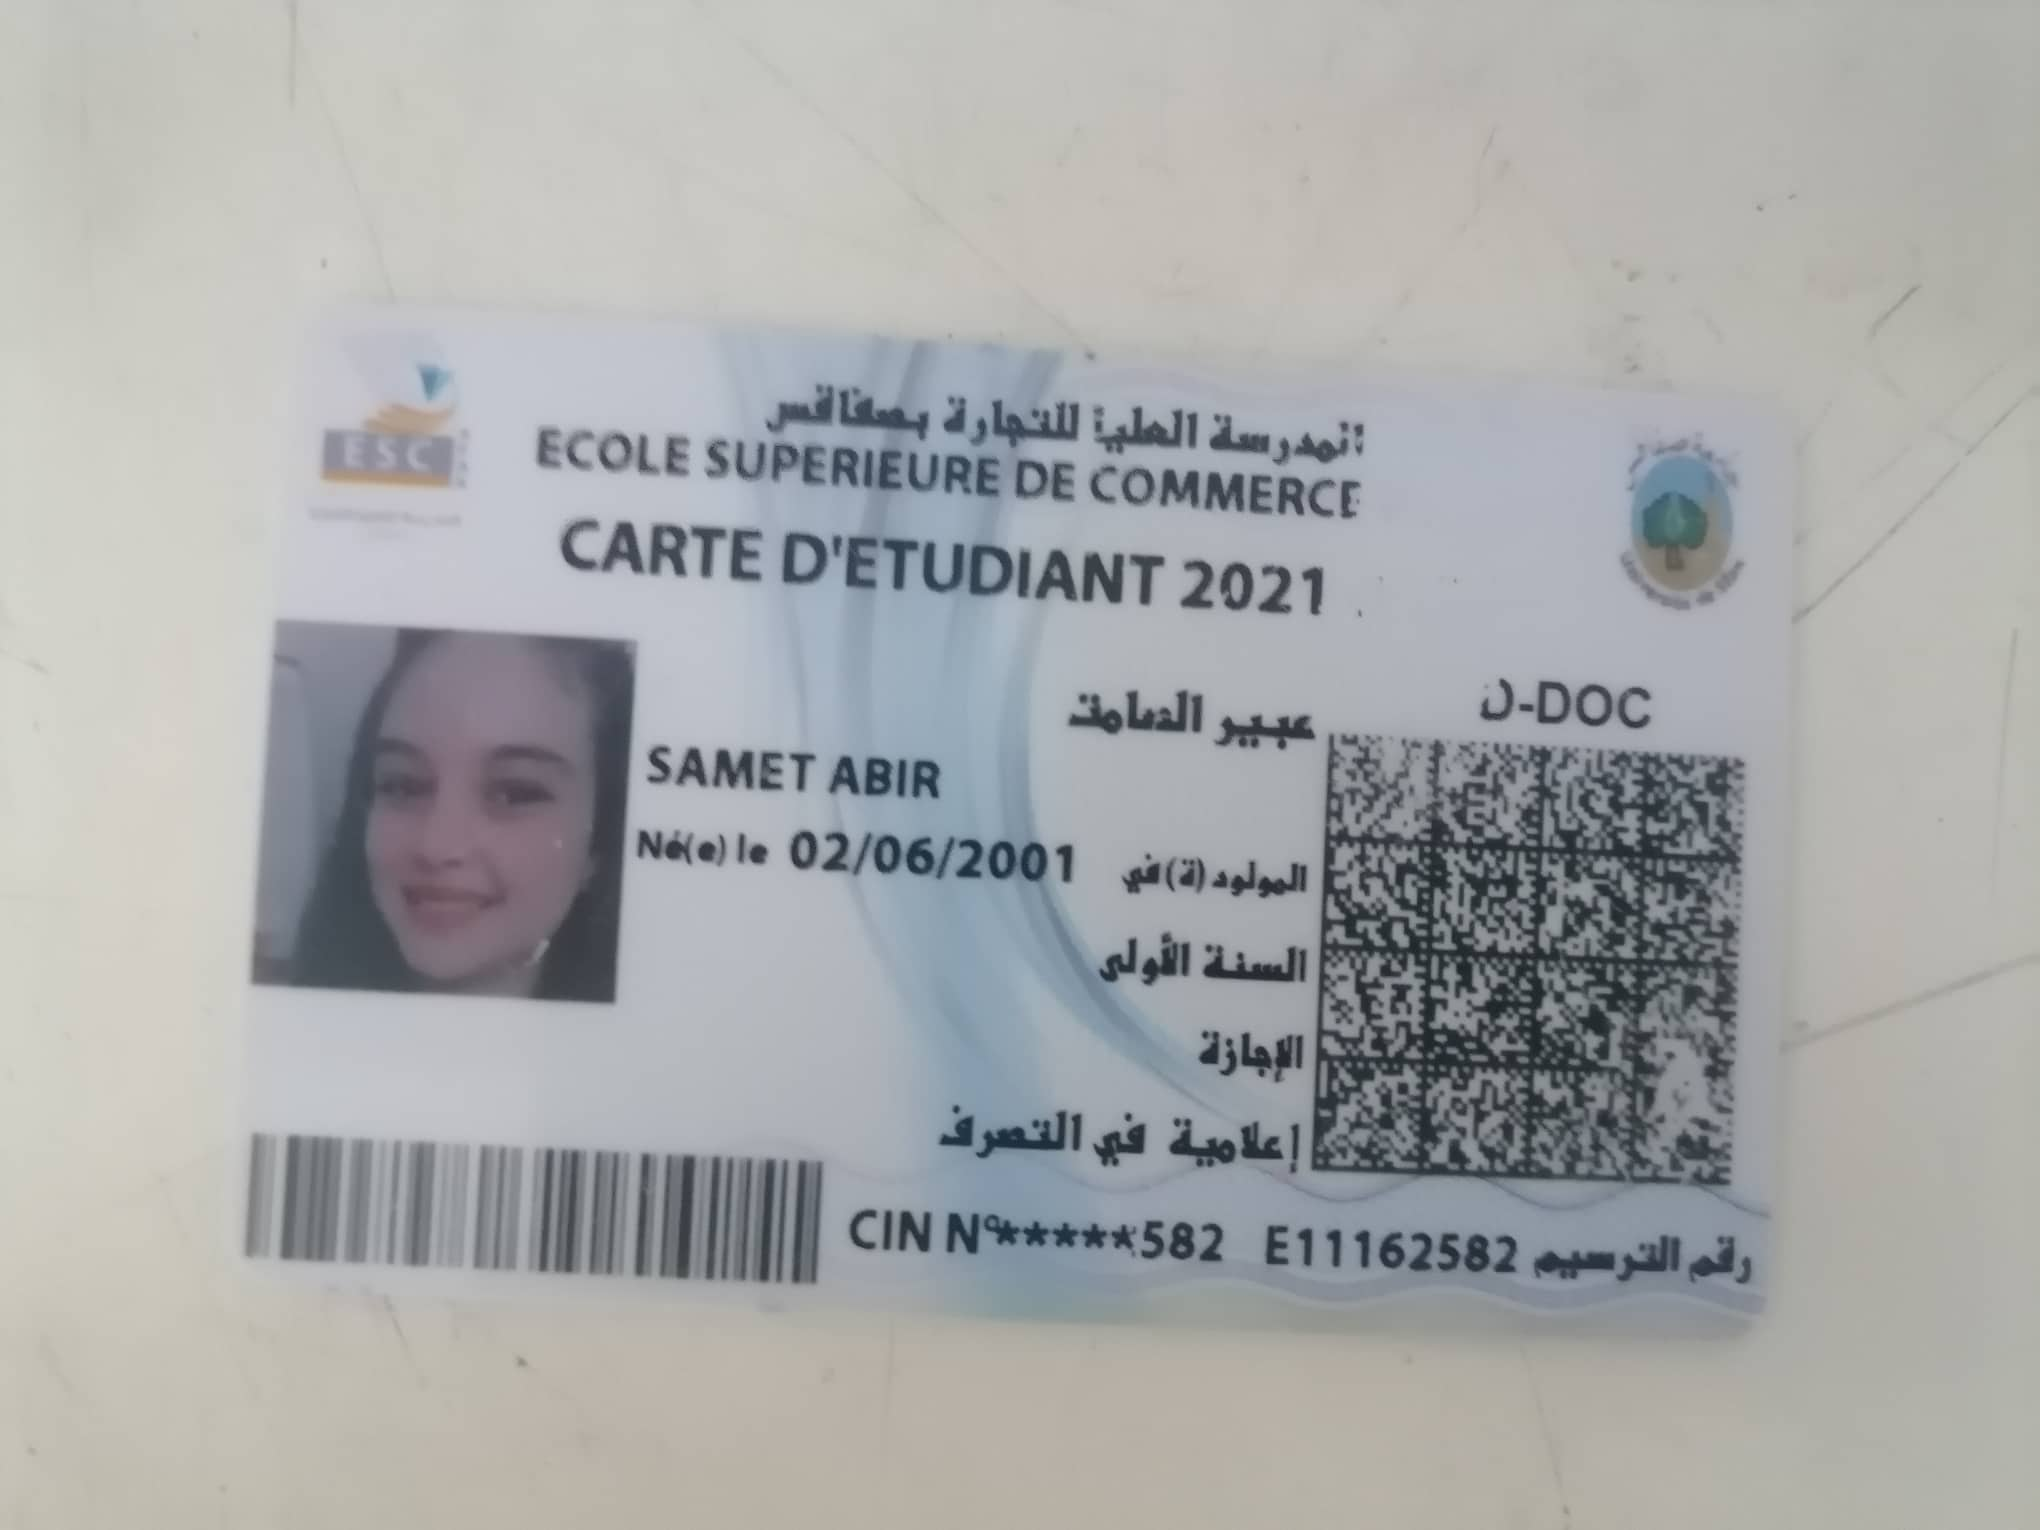 المدرسة العليا للتجارة بصفاقس
ECOLE SUPERIEURE DE COMMERCE
CARTE D'ETUDIANT 2021
ESC
2D-DOC
عبير الصامت
SAMET ABIR
Né(e) le 02/06/2001 المولود(ة) في
السنة الأولى
الإجازة
إعلامية في التصرف
CIN N°*****582 E11162582 رقم الترسيم